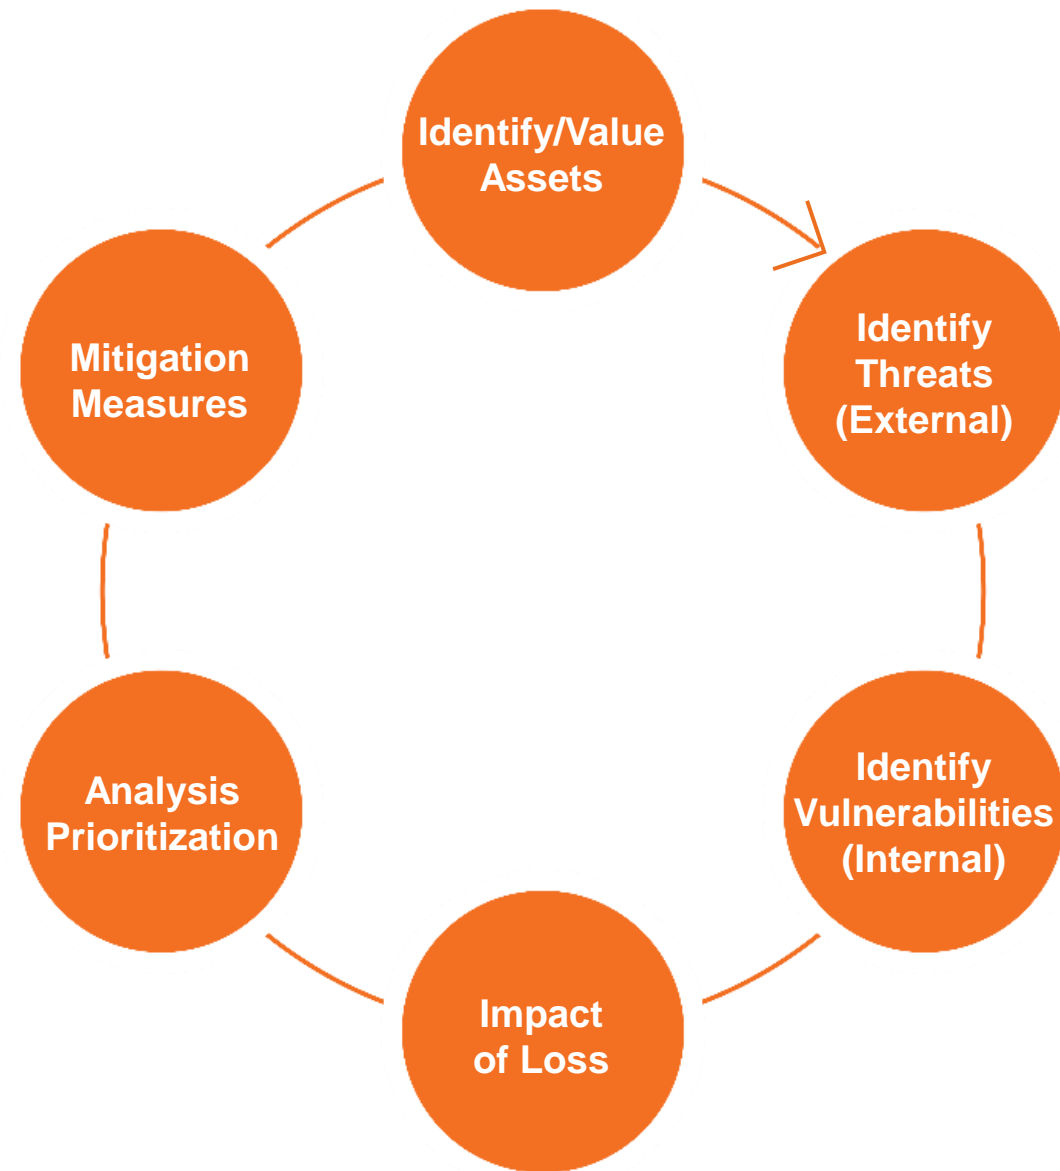 Identify/Value
Assets
Identify
Threats
(External)
Identify
Vulnerabilities
(Internal)
Impact
of Loss
Analysis
Prioritization
Mitigation
Measures